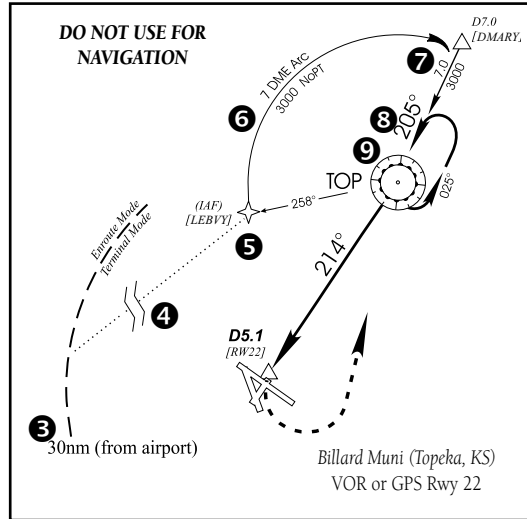 DO NOT USE FOR
NAVIGATION
D7.0
[DMARY]
7
7 DME Arc
3000 NoPT
7.0
3000
6
8
205°
9
TOP
025°
(IAF)
[LEBVY]
258°
5
Enroute Mode
Terminal Mode
214°
4
D5.1
[RW22]
3
30nm (from airport)
Billard Muni (Topeka, KS)
VOR or GPS Rwy 22